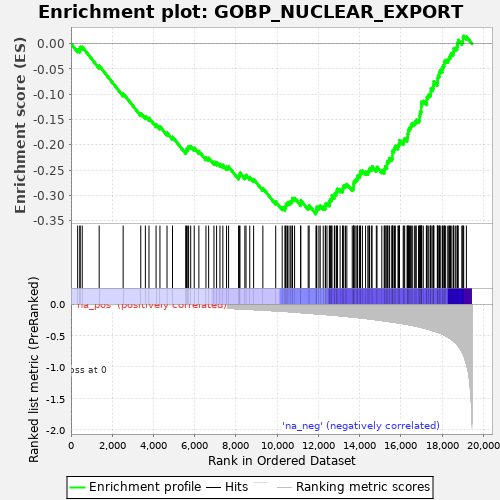 Enrichment plot: GOBP_NUCLEAR_EXPORT
Enrichment score (ES)
0.00
-0.05
-0.10
-0.15
-0.20
-0.25
-0.30
-0.35
Ranked list metric (PreRanked)
0.0
-0.5
-1.0
-1.5
-2.0
'na_pos' (positively correlated)
oss at 0
'na_neg' (negatively correlated)
0
2,000
4,000
6,000
8,000
10,000
12,000
14,000
16,000
18,000
20,000
Rank in Ordered Dataset
Enrichment profile
Hits
Ranking metric scores